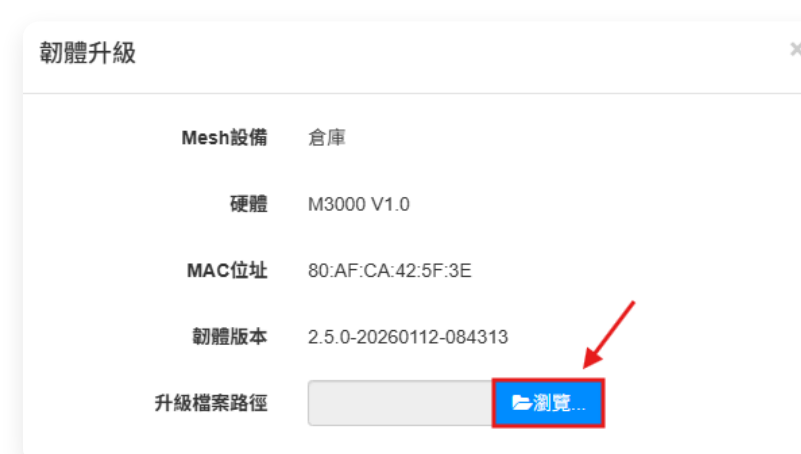 韌體升級
Mesh設備 倉庫
硬體 M3000 V1.0
MAC位址 80:AF:CA:42:5F:3E
韌體版本 2.5.0-20260112-084313
升級檔案路徑 瀏覽...